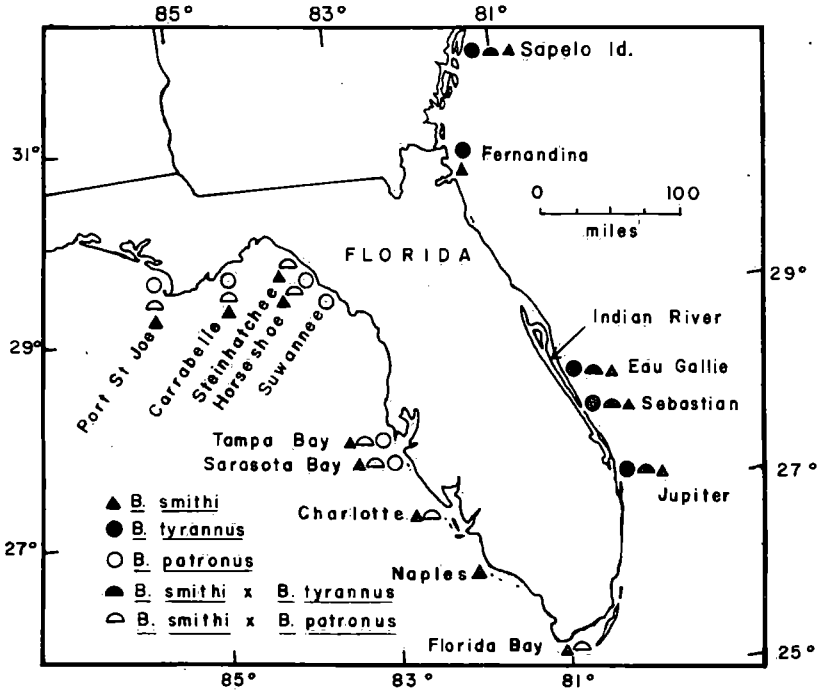 85° 83° 81°
Sapelo Id.
31°
Fernandina
0 100
miles
FLORIDA
29°
Indian River
Eau Gallie
Sebastian
Jupiter
27°
29°
Port St Joe
Carrabelle
Steinhatchee
Horseshoe
Suwannee
Tampa Bay
Sarasota Bay
Charlotte
Naples
Florida Bay
27°
B. smithi
B. tyrannus
B. patronus
B. smithi x B. tyrannus
B. smithi x B. patronus
25°
85° 83° 81°